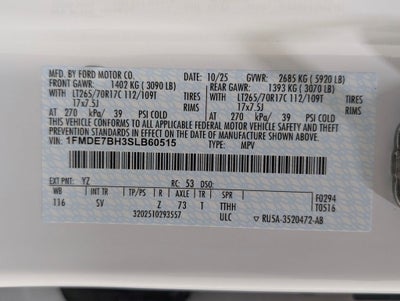 MFD. BY FORD MOTOR CO. 10/25 GVWR: 2685 KG ( 5920 LB)
FRONT GAWR: 1402 KG ( 3090 LB) REAR GAWR: 1393 KG ( 3070 LB)
WITH LT265/70R17C 112/109T TIRES WITH LT265/70R17C 112/109T TIRES
17x7.5J RIMS 17x7.5J RIMS
AT 270 kPa/ 39 PSI COLD AT 270 kPa/ 39 PSI COLD
THIS VEHICLE CONFORMS TO ALL APPLICABLE FEDERAL MOTOR VEHICLE SAFETY AND
THEFT PREVENTION STANDARDS IN EFFECT ON THE DATE OF MANUFACTURE SHOWN ABOVE.
VIN: 1FMDE7BH3SLB60515 TYPE: MPV
EXT PNT: YZ RC: 53 DSO:
WB INT TR TP/PS R AX TR SPR F0294
116 SV Z 73 T TTHH T0516
3202510293557 ULC RU5A-3520472-AB